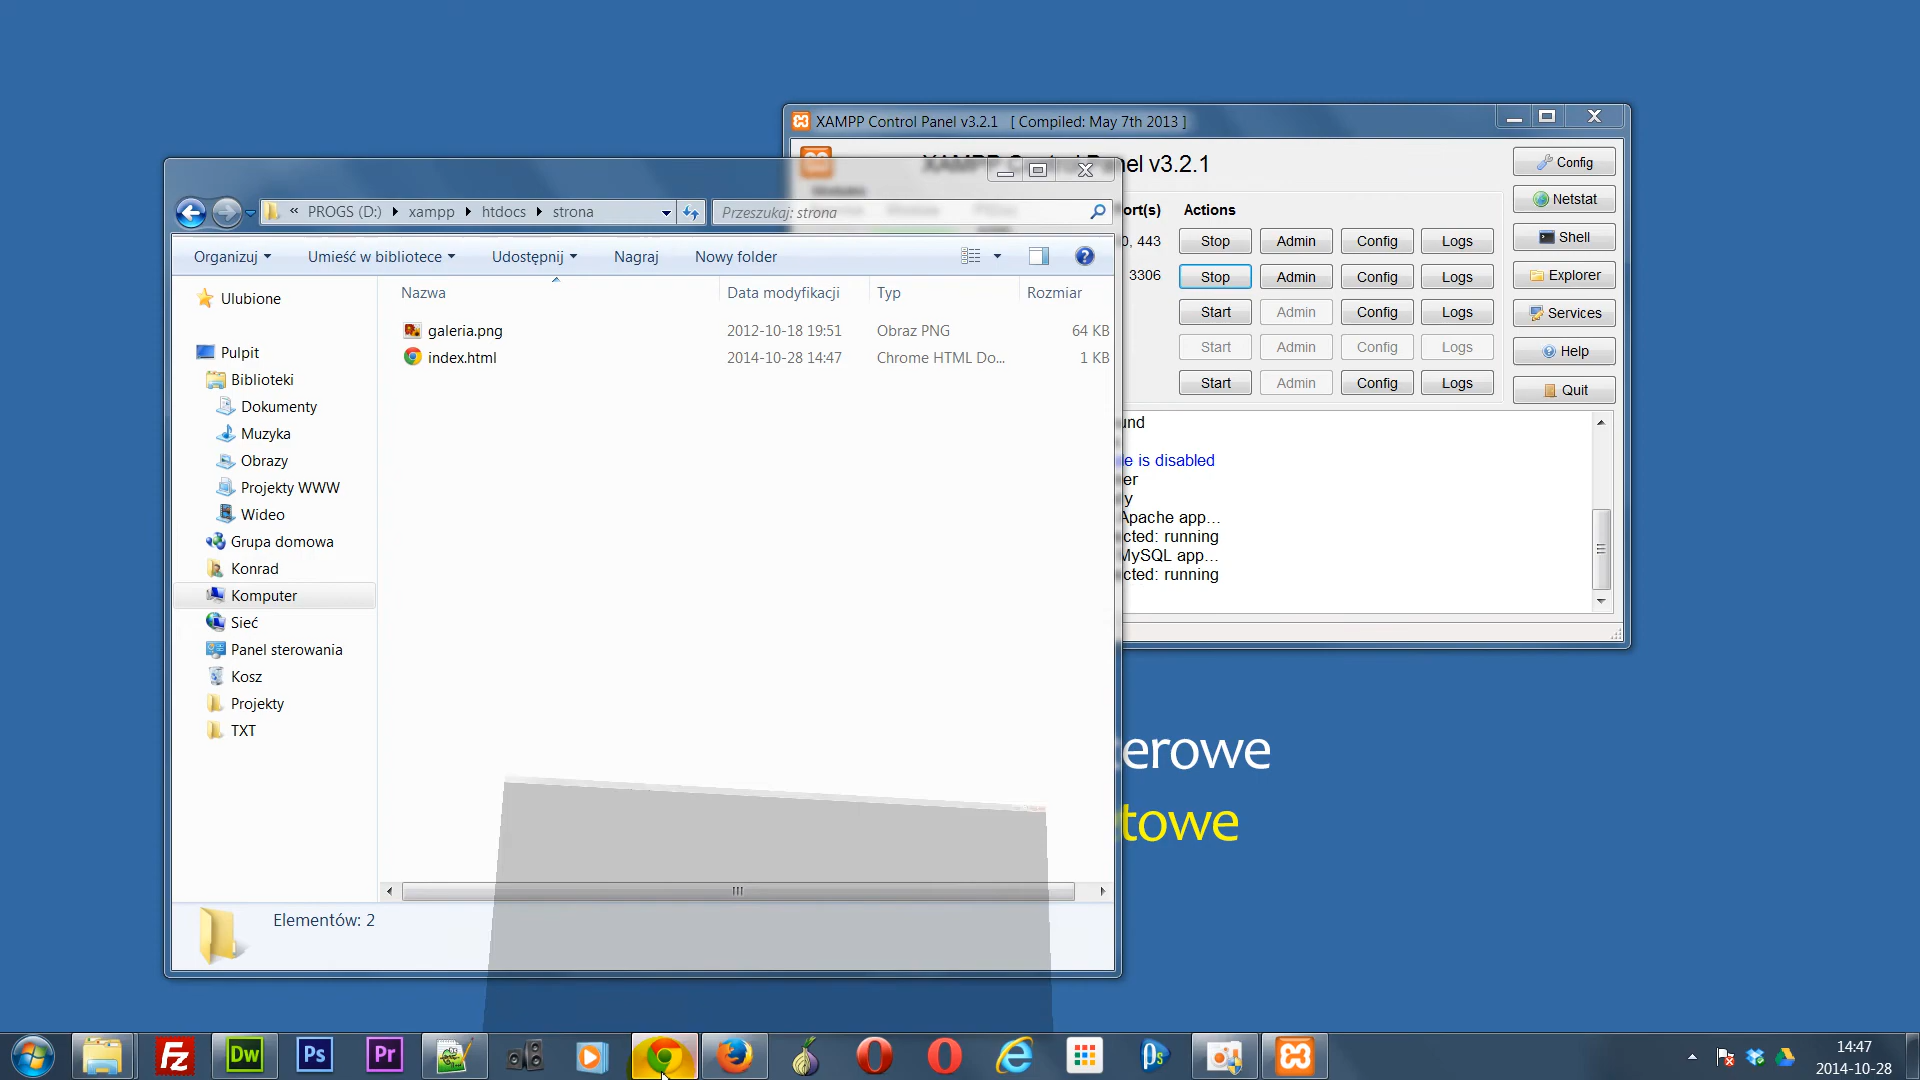 XAMPP Control Panel v3.2.1 [ Compiled: May 7th 2013 ]
XAMPP Control Panel v3.2.1
Config
Netstat
Shell
Explorer
Services
Help
Quit
ort(s) Actions
0, 443 Stop Admin Config Logs
3306 Stop Admin Config Logs
Start Admin Config Logs
Start Admin Config Logs
Start Admin Config Logs
und
le is disabled
er
y
Apache app...
cted: running
MySQL app...
cted: running
« PROGS (D:) xampp htdocs strona
Przeszukaj: strona
Organizuj Umieść w bibliotece Udostępnij Nagraj Nowy folder
Nazwa Data modyfikacji Typ Rozmiar
galeria.png 2012-10-18 19:51 Obraz PNG 64 KB
index.html 2014-10-28 14:47 Chrome HTML Do... 1 KB
Ulubione
Pulpit
Biblioteki
Dokumenty
Muzyka
Obrazy
Projekty WWW
Wideo
Grupa domowa
Konrad
Komputer
Sieć
Panel sterowania
Kosz
Projekty
TXT
Elementów: 2
erowe
towe
Fz Dw Ps Pr
ps
14:47
2014-10-28